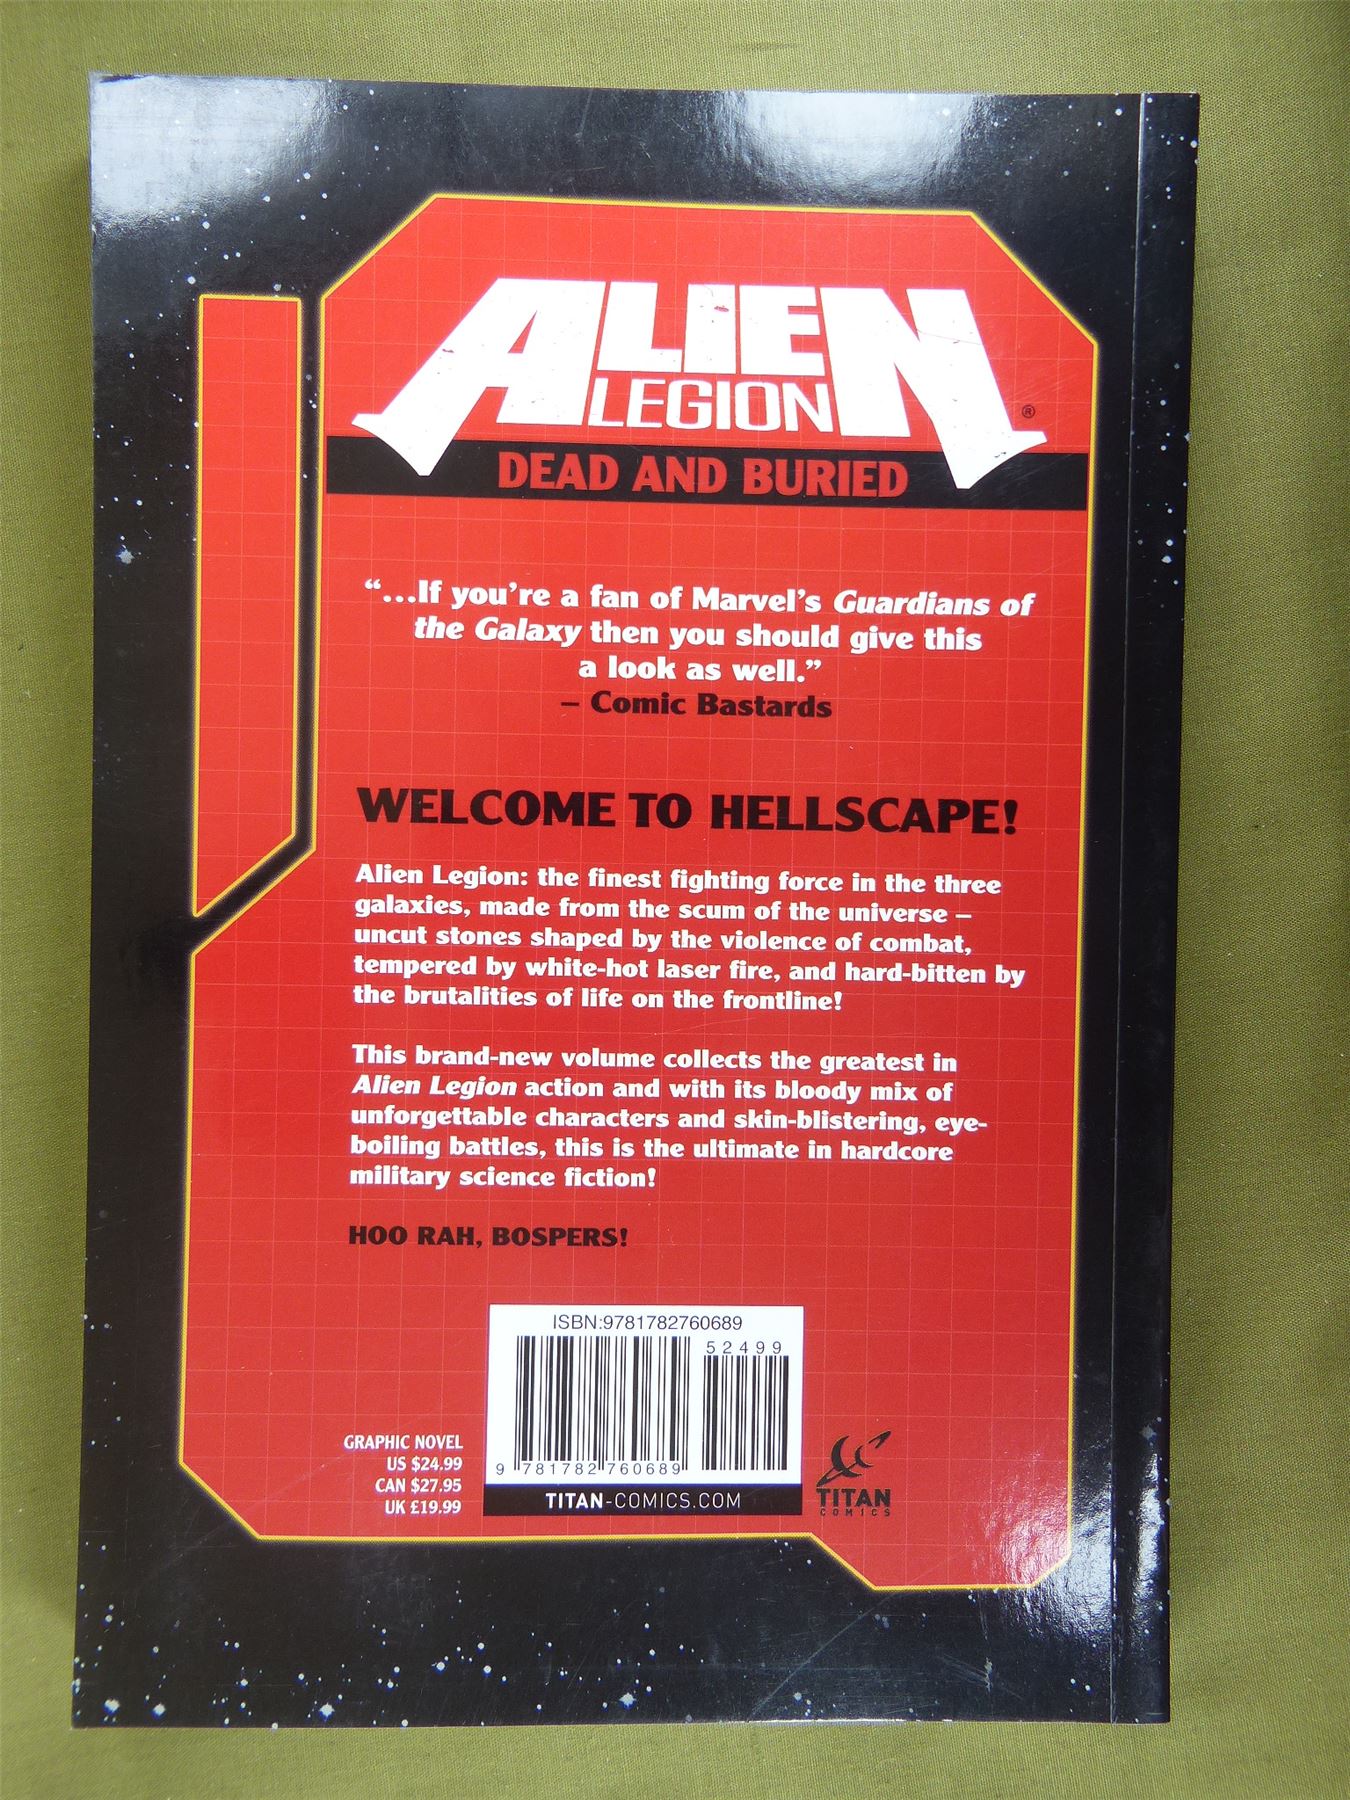 ALIEN
LEGION
®
DEAD AND BURIED
“...If you’re a fan of Marvel’s Guardians of
the Galaxy then you should give this
a look as well.”
– Comic Bastards
WELCOME TO HELLSCAPE!
Alien Legion: the finest fighting force in the three
galaxies, made from the scum of the universe –
uncut stones shaped by the violence of combat,
tempered by white-hot laser fire, and hard-bitten by
the brutalities of life on the frontline!
This brand-new volume collects the greatest in
Alien Legion action and with its bloody mix of
unforgettable characters and skin-blistering, eye-
boiling battles, this is the ultimate in hardcore
military science fiction!
HOO RAH, BOSPERS!
ISBN:9781782760689
52499
9 781782 760689
TITAN-COMICS.COM
GRAPHIC NOVEL
US $24.99
CAN $27.95
UK £19.99
TITAN
COMICS